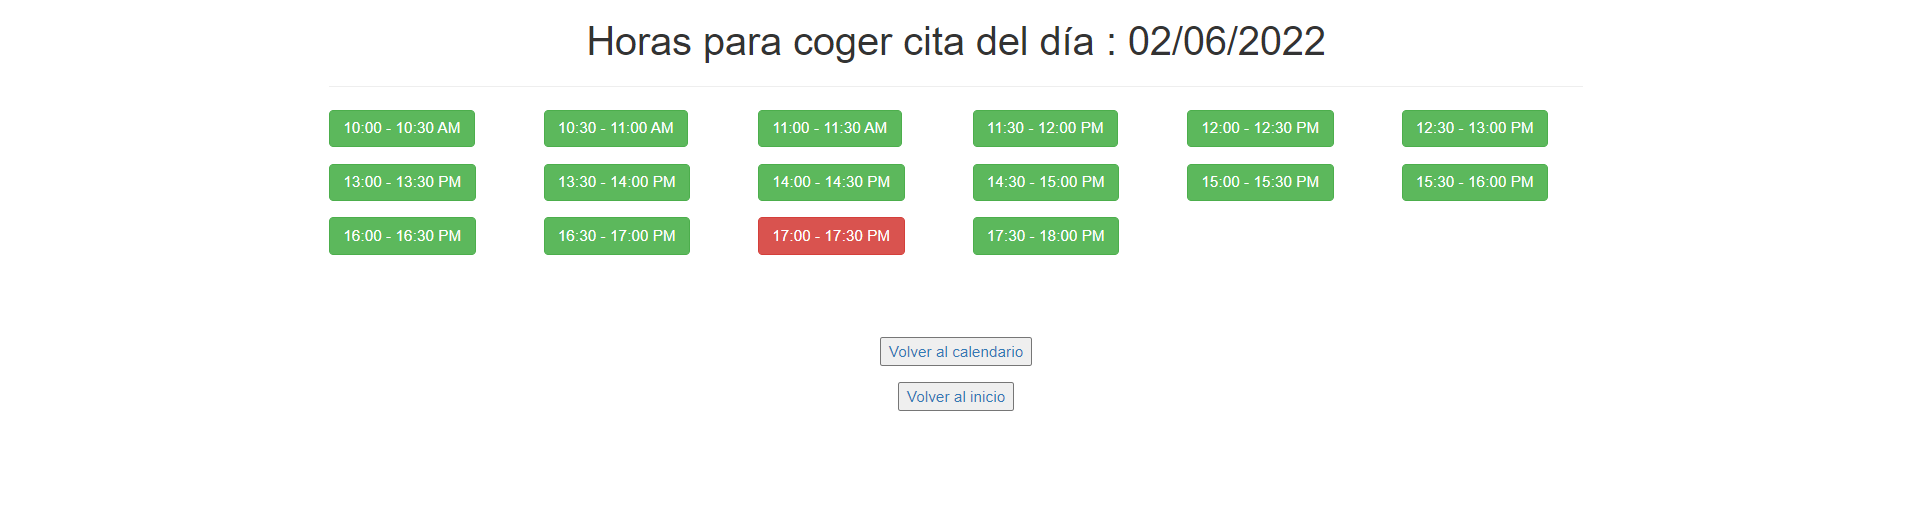 Horas para coger cita del día : 02/06/2022
10:00 - 10:30 AM
10:30 - 11:00 AM
11:00 - 11:30 AM
11:30 - 12:00 PM
12:00 - 12:30 PM
12:30 - 13:00 PM
13:00 - 13:30 PM
13:30 - 14:00 PM
14:00 - 14:30 PM
14:30 - 15:00 PM
15:00 - 15:30 PM
15:30 - 16:00 PM
16:00 - 16:30 PM
16:30 - 17:00 PM
17:00 - 17:30 PM
17:30 - 18:00 PM
Volver al calendario
Volver al inicio